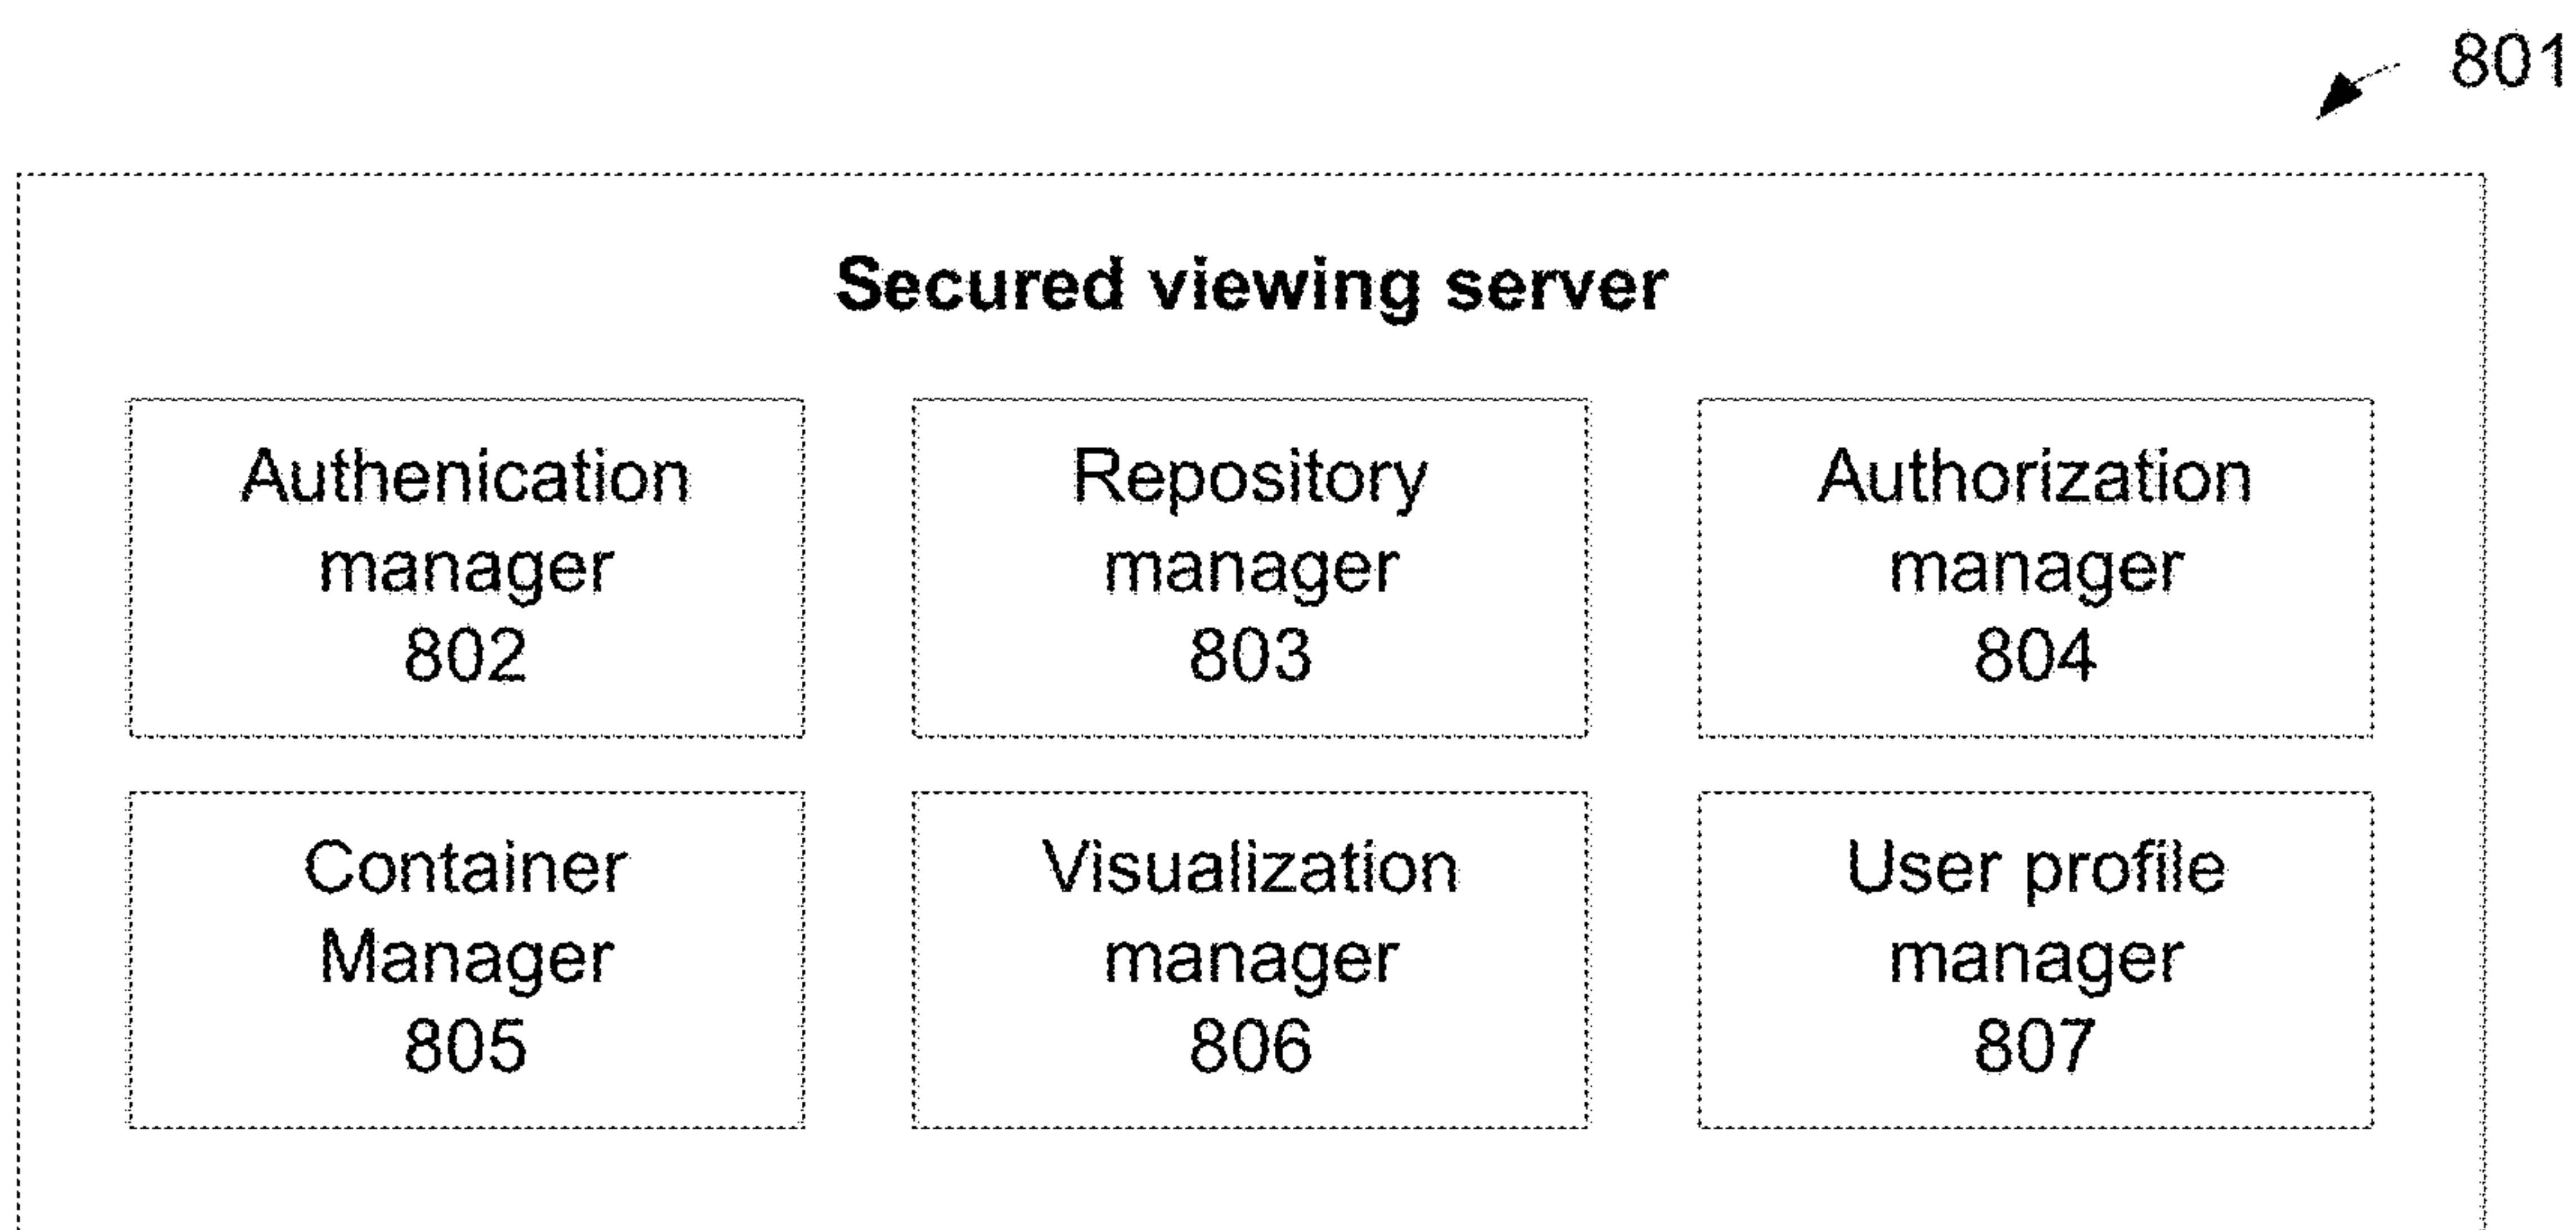 801
Secured viewing server
Authenication
manager
802
Repository
manager
803
Authorization
manager
804
Container
Manager
805
Visualization
manager
806
User profile
manager
807